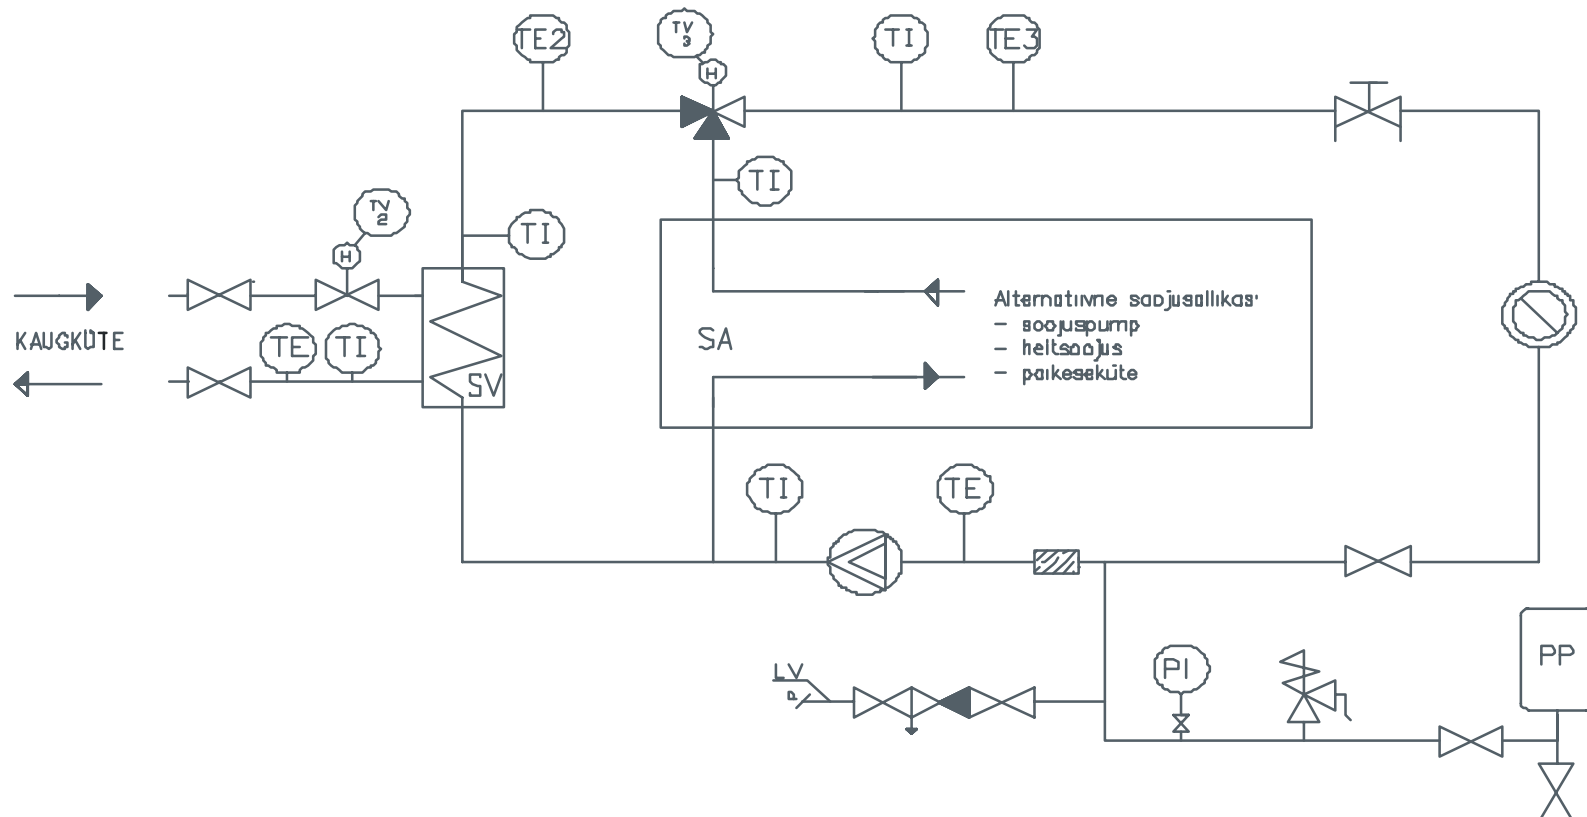 TE2
TV
3
H
TI
TE3
TI
TV
2
H
TI
KAUGKÜTE
TE
TI
SV
SA
Alternatiivne soojusallikas:
- soojuspump
- heitsoojus
- päikeseküte
TI
TE
LV
P
PI
PP